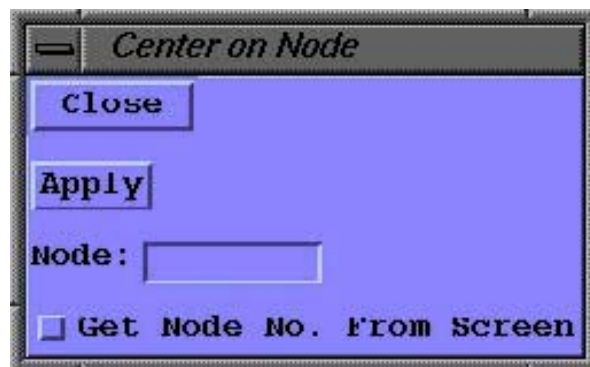 Center on Node
Close
Apply
Node:
Get Node No. From Screen